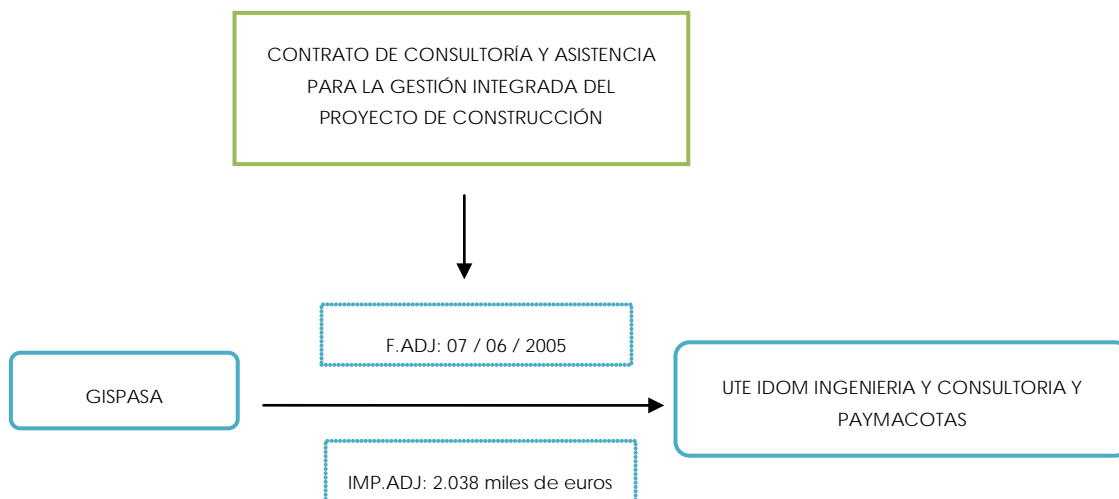 CONTRATO DE CONSULTORÍA Y ASISTENCIA
PARA LA GESTIÓN INTEGRADA DEL
PROYECTO DE CONSTRUCCIÓN
F.ADJ: 07 / 06 / 2005
GISPASA
UTE IDOM INGENIERIA Y CONSULTORIA Y
PAYMACOTAS
IMP.ADJ: 2.038 miles de euros